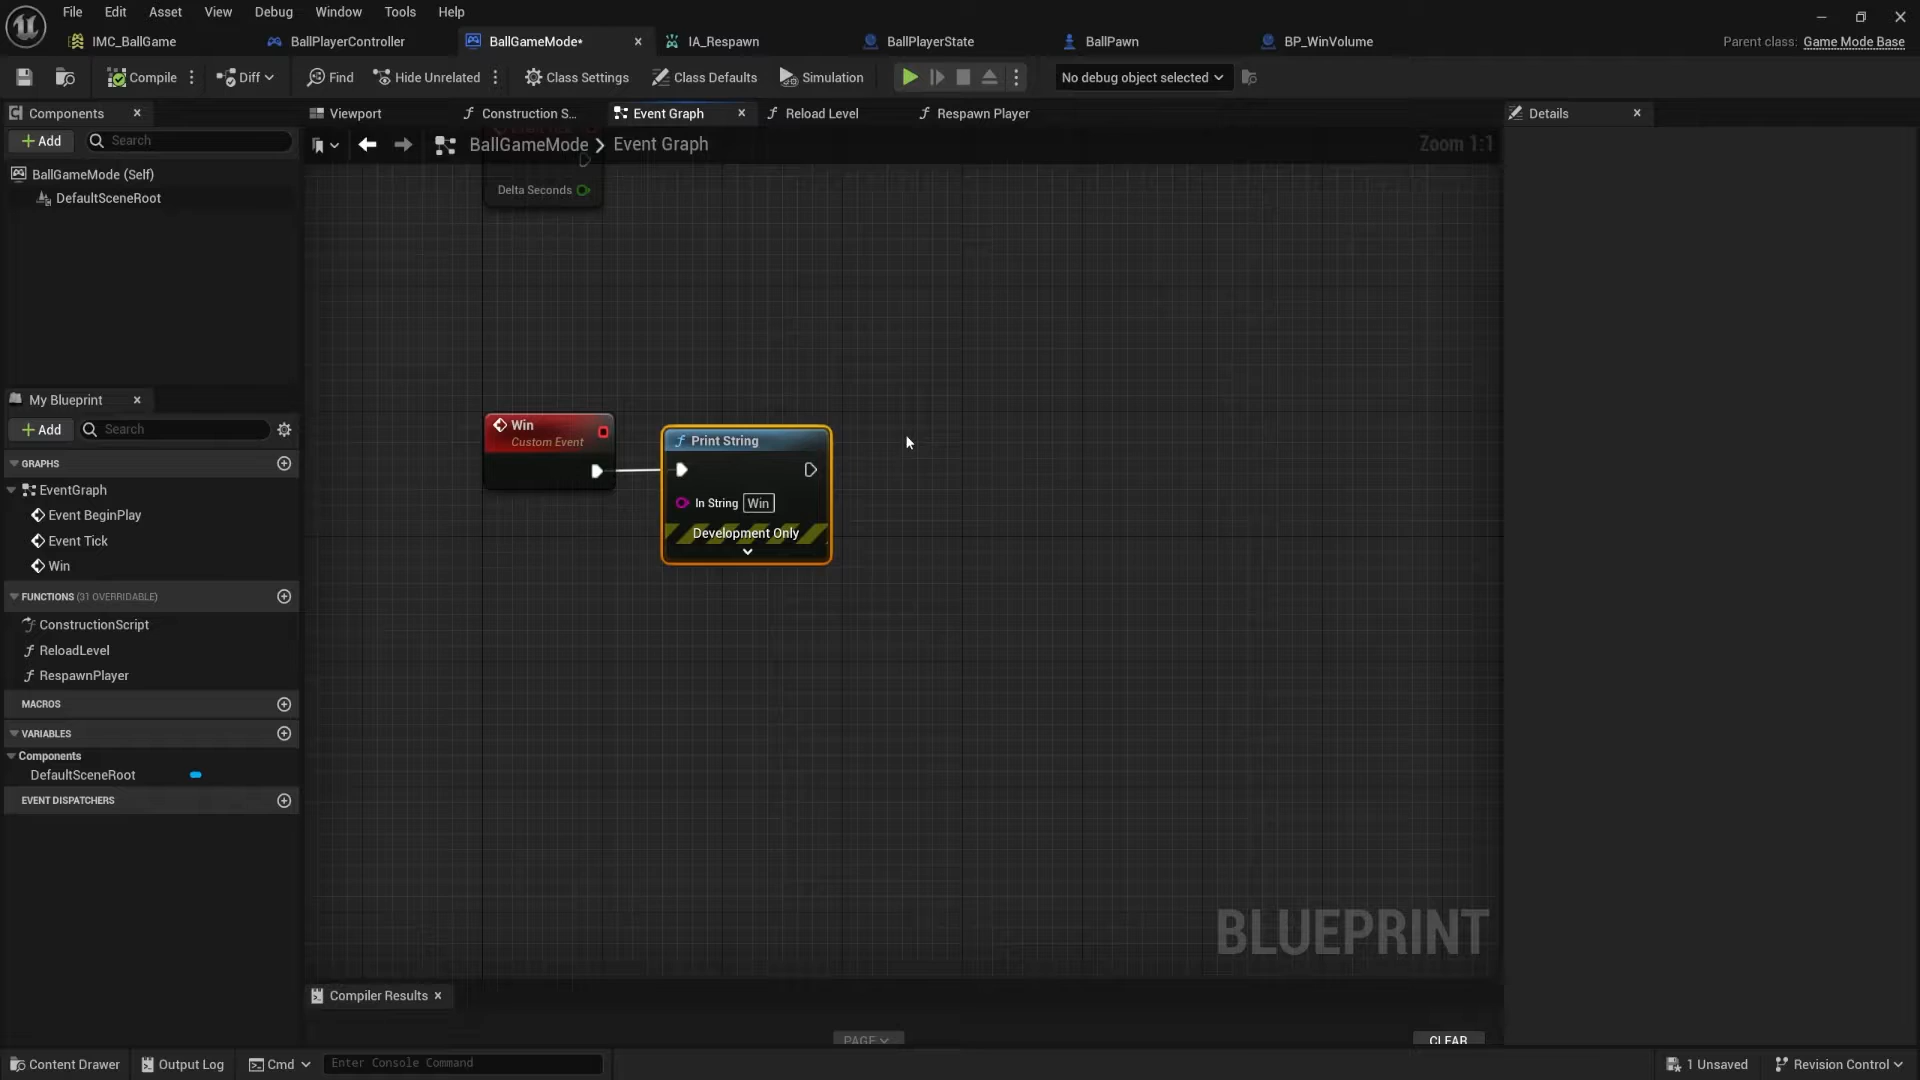 File Edit Asset View Debug Window Tools Help
IMC_BallGame BallPlayerController BallGameMode* IA_Respawn BallPlayerState BallPawn BP_WinVolume Parent class: Game Mode Base
Compile Diff Find Hide Unrelated Class Settings Class Defaults Simulation No debug object selected
Components
Viewport Construction S... Event Graph Reload Level Respawn Player
Details
Add Search
BallGameMode > Event Graph Zoom 1:1
BallGameMode (Self)
DefaultSceneRoot
Delta Seconds
My Blueprint
Add Search
GRAPHS
EventGraph
Event BeginPlay
Event Tick
Win
FUNCTIONS (31 OVERRIDABLE)
ConstructionScript
ReloadLevel
RespawnPlayer
MACROS
VARIABLES
Components
DefaultSceneRoot
EVENT DISPATCHERS
Win
Custom Event
Print String
In String Win
Development Only
BLUEPRINT
Compiler Results
PAGE
CLEAR
Content Drawer Output Log Cmd Enter Console Command 1 Unsaved Revision Control